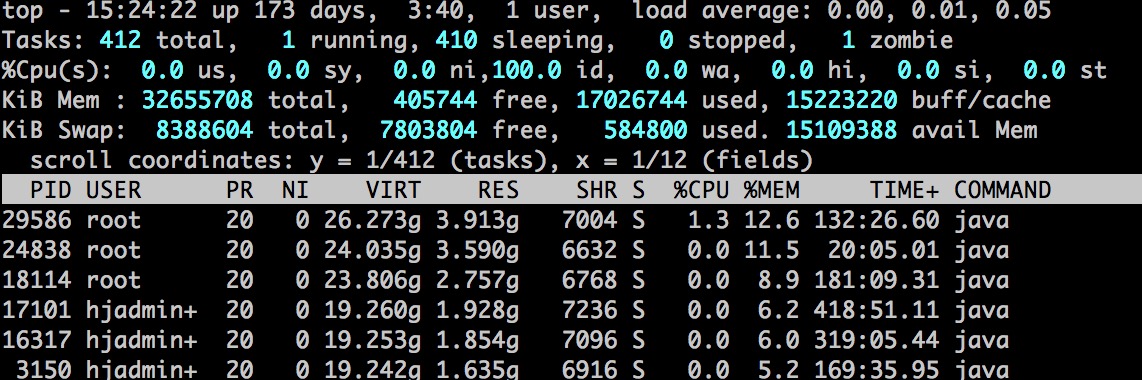 top - 15:24:22 up 173 days,  3:40,  1 user,  load average: 0.00, 0.01, 0.05
Tasks: 412 total,   1 running, 410 sleeping,   0 stopped,   1 zombie
%Cpu(s):  0.0 us,  0.0 sy,  0.0 ni,100.0 id,  0.0 wa,  0.0 hi,  0.0 si,  0.0 st
KiB Mem : 32655708 total,   405744 free, 17026744 used, 15223220 buff/cache
KiB Swap:  8388604 total,  7803804 free,   584800 used. 15109388 avail Mem
  scroll coordinates: y = 1/412 (tasks), x = 1/12 (fields)
  PID USER      PR  NI    VIRT    RES    SHR S  %CPU %MEM     TIME+ COMMAND
29586 root      20   0 26.273g 3.913g   7004 S   1.3 12.6 132:26.60 java
24838 root      20   0 24.035g 3.590g   6632 S   0.0 11.5  20:05.01 java
18114 root      20   0 23.806g 2.757g   6768 S   0.0  8.9 181:09.31 java
17101 hjadmin+  20   0 19.260g 1.928g   7236 S   0.0  6.2 418:51.11 java
16317 hjadmin+  20   0 19.253g 1.854g   7096 S   0.0  6.0 319:05.44 java
 3150 hjadmin+  20   0 19.242g 1.635g   6916 S   0.0  5.2 169:35.95 java